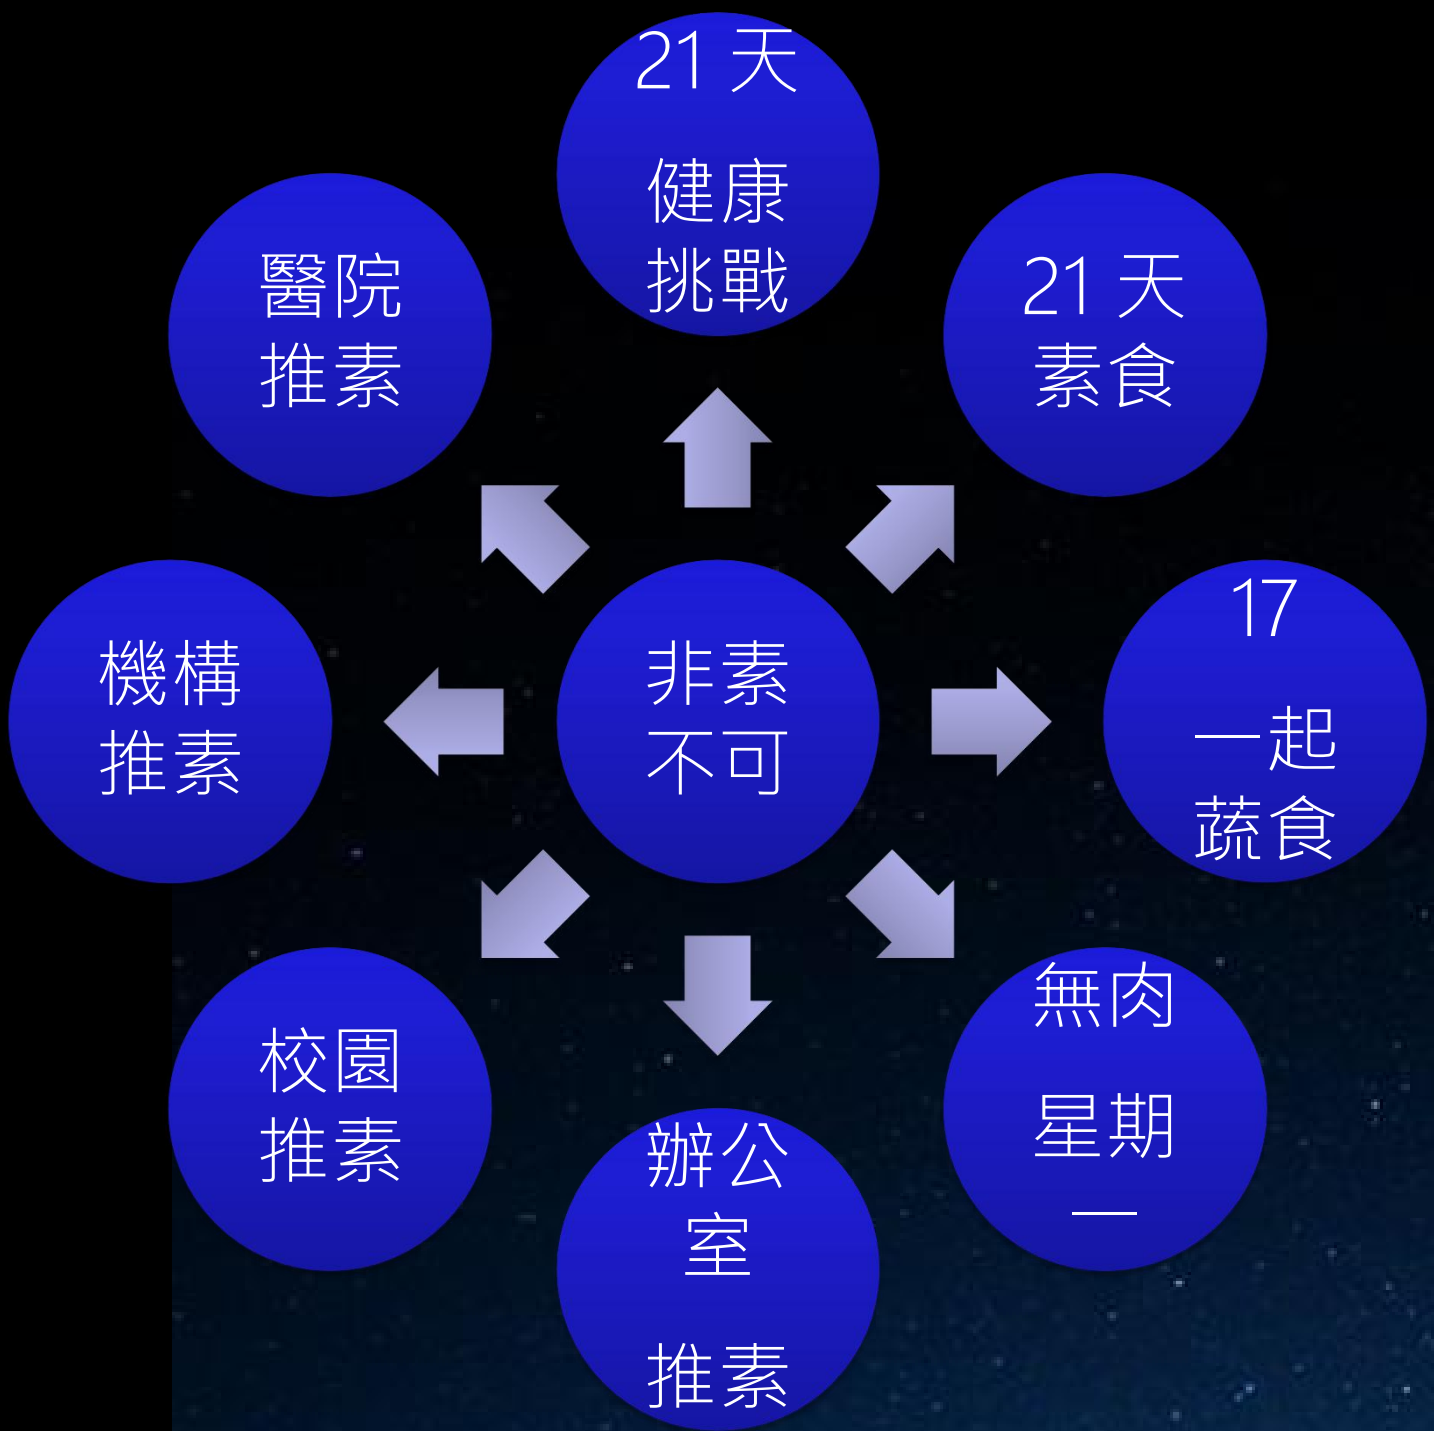 21 天
健康
挑戰
21 天
素食
17
一起
蔬食
無肉
星期
一
辦公
室
推素
校園
推素
機構
推素
醫院
推素
非素
不可